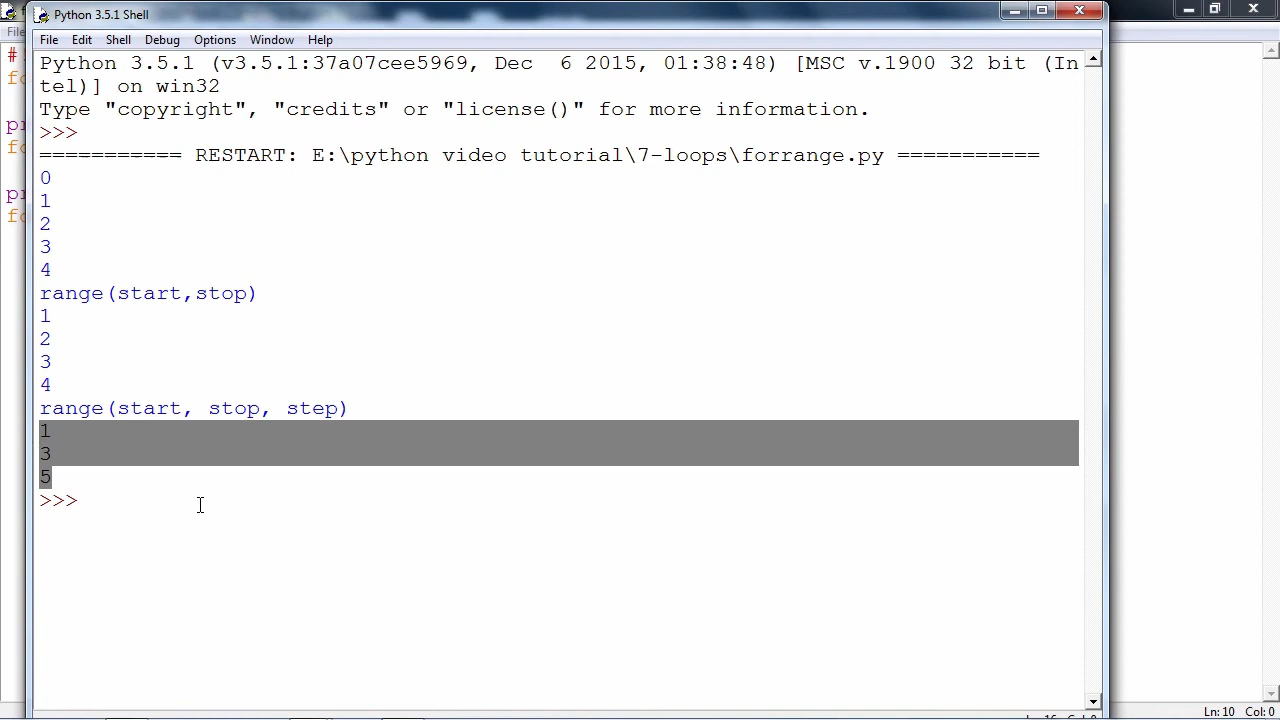 Python 3.5.1 Shell
File Edit Shell Debug Options Window Help
Python 3.5.1 (v3.5.1:37a07cee5969, Dec  6 2015, 01:38:48) [MSC v.1900 32 bit (In
tel)] on win32
Type "copyright", "credits" or "license()" for more information.
>>>
=========== RESTART: E:\python video tutorial\7-loops\forrange.py ===========
0
1
2
3
4
range(start,stop)
1
2
3
4
range(start, stop, step)
1
3
5
>>>
Ln: 10 Col: 0